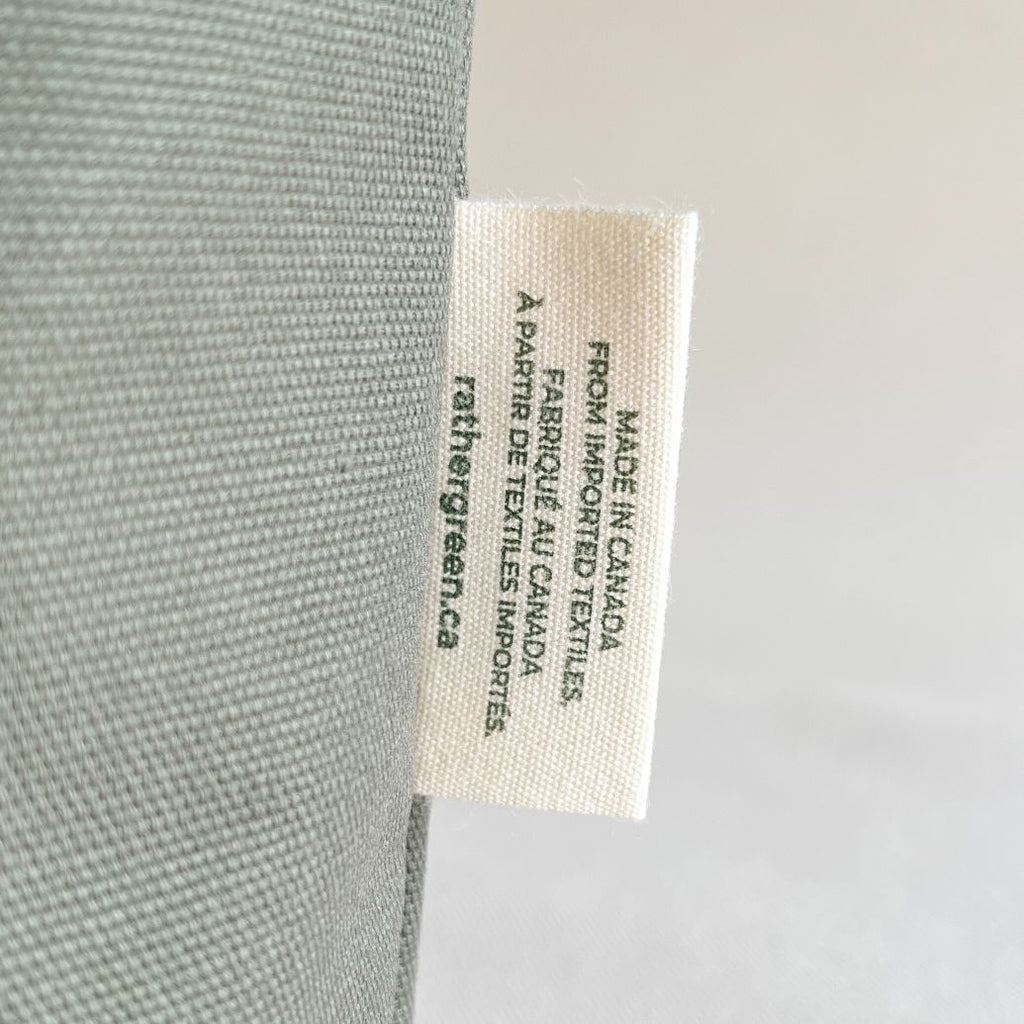 MADE IN CANADA
FROM IMPORTED TEXTILES,
FABRIQUÉ AU CANADA
À PARTIR DE TEXTILES IMPORTÉS.
rathergreen.ca